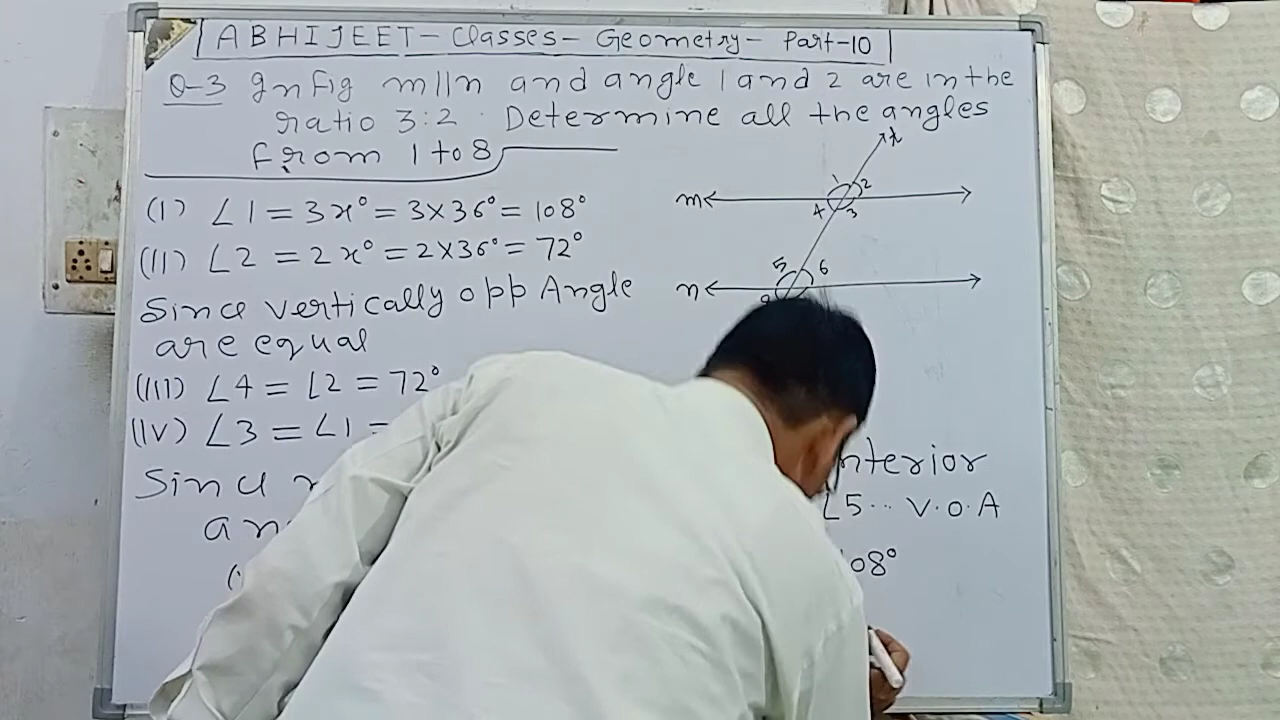 ABHIJEET - Classes - Geometry - Part-10
Q-3 In Fig m||n and angle 1 and 2 are in the
ratio 3:2. Determine all the angles
from 1 to 8
(I) ∠1 = 3x° = 3×36° = 108°
(II) ∠2 = 2x° = 2×36° = 72°
Since vertically opp Angle
are equal
(III) ∠4 = ∠2 = 72°
(IV) ∠3 = ∠1 =
Since
m
1 2
4 3
n
5 6
∠5 .. V.O.A
108°